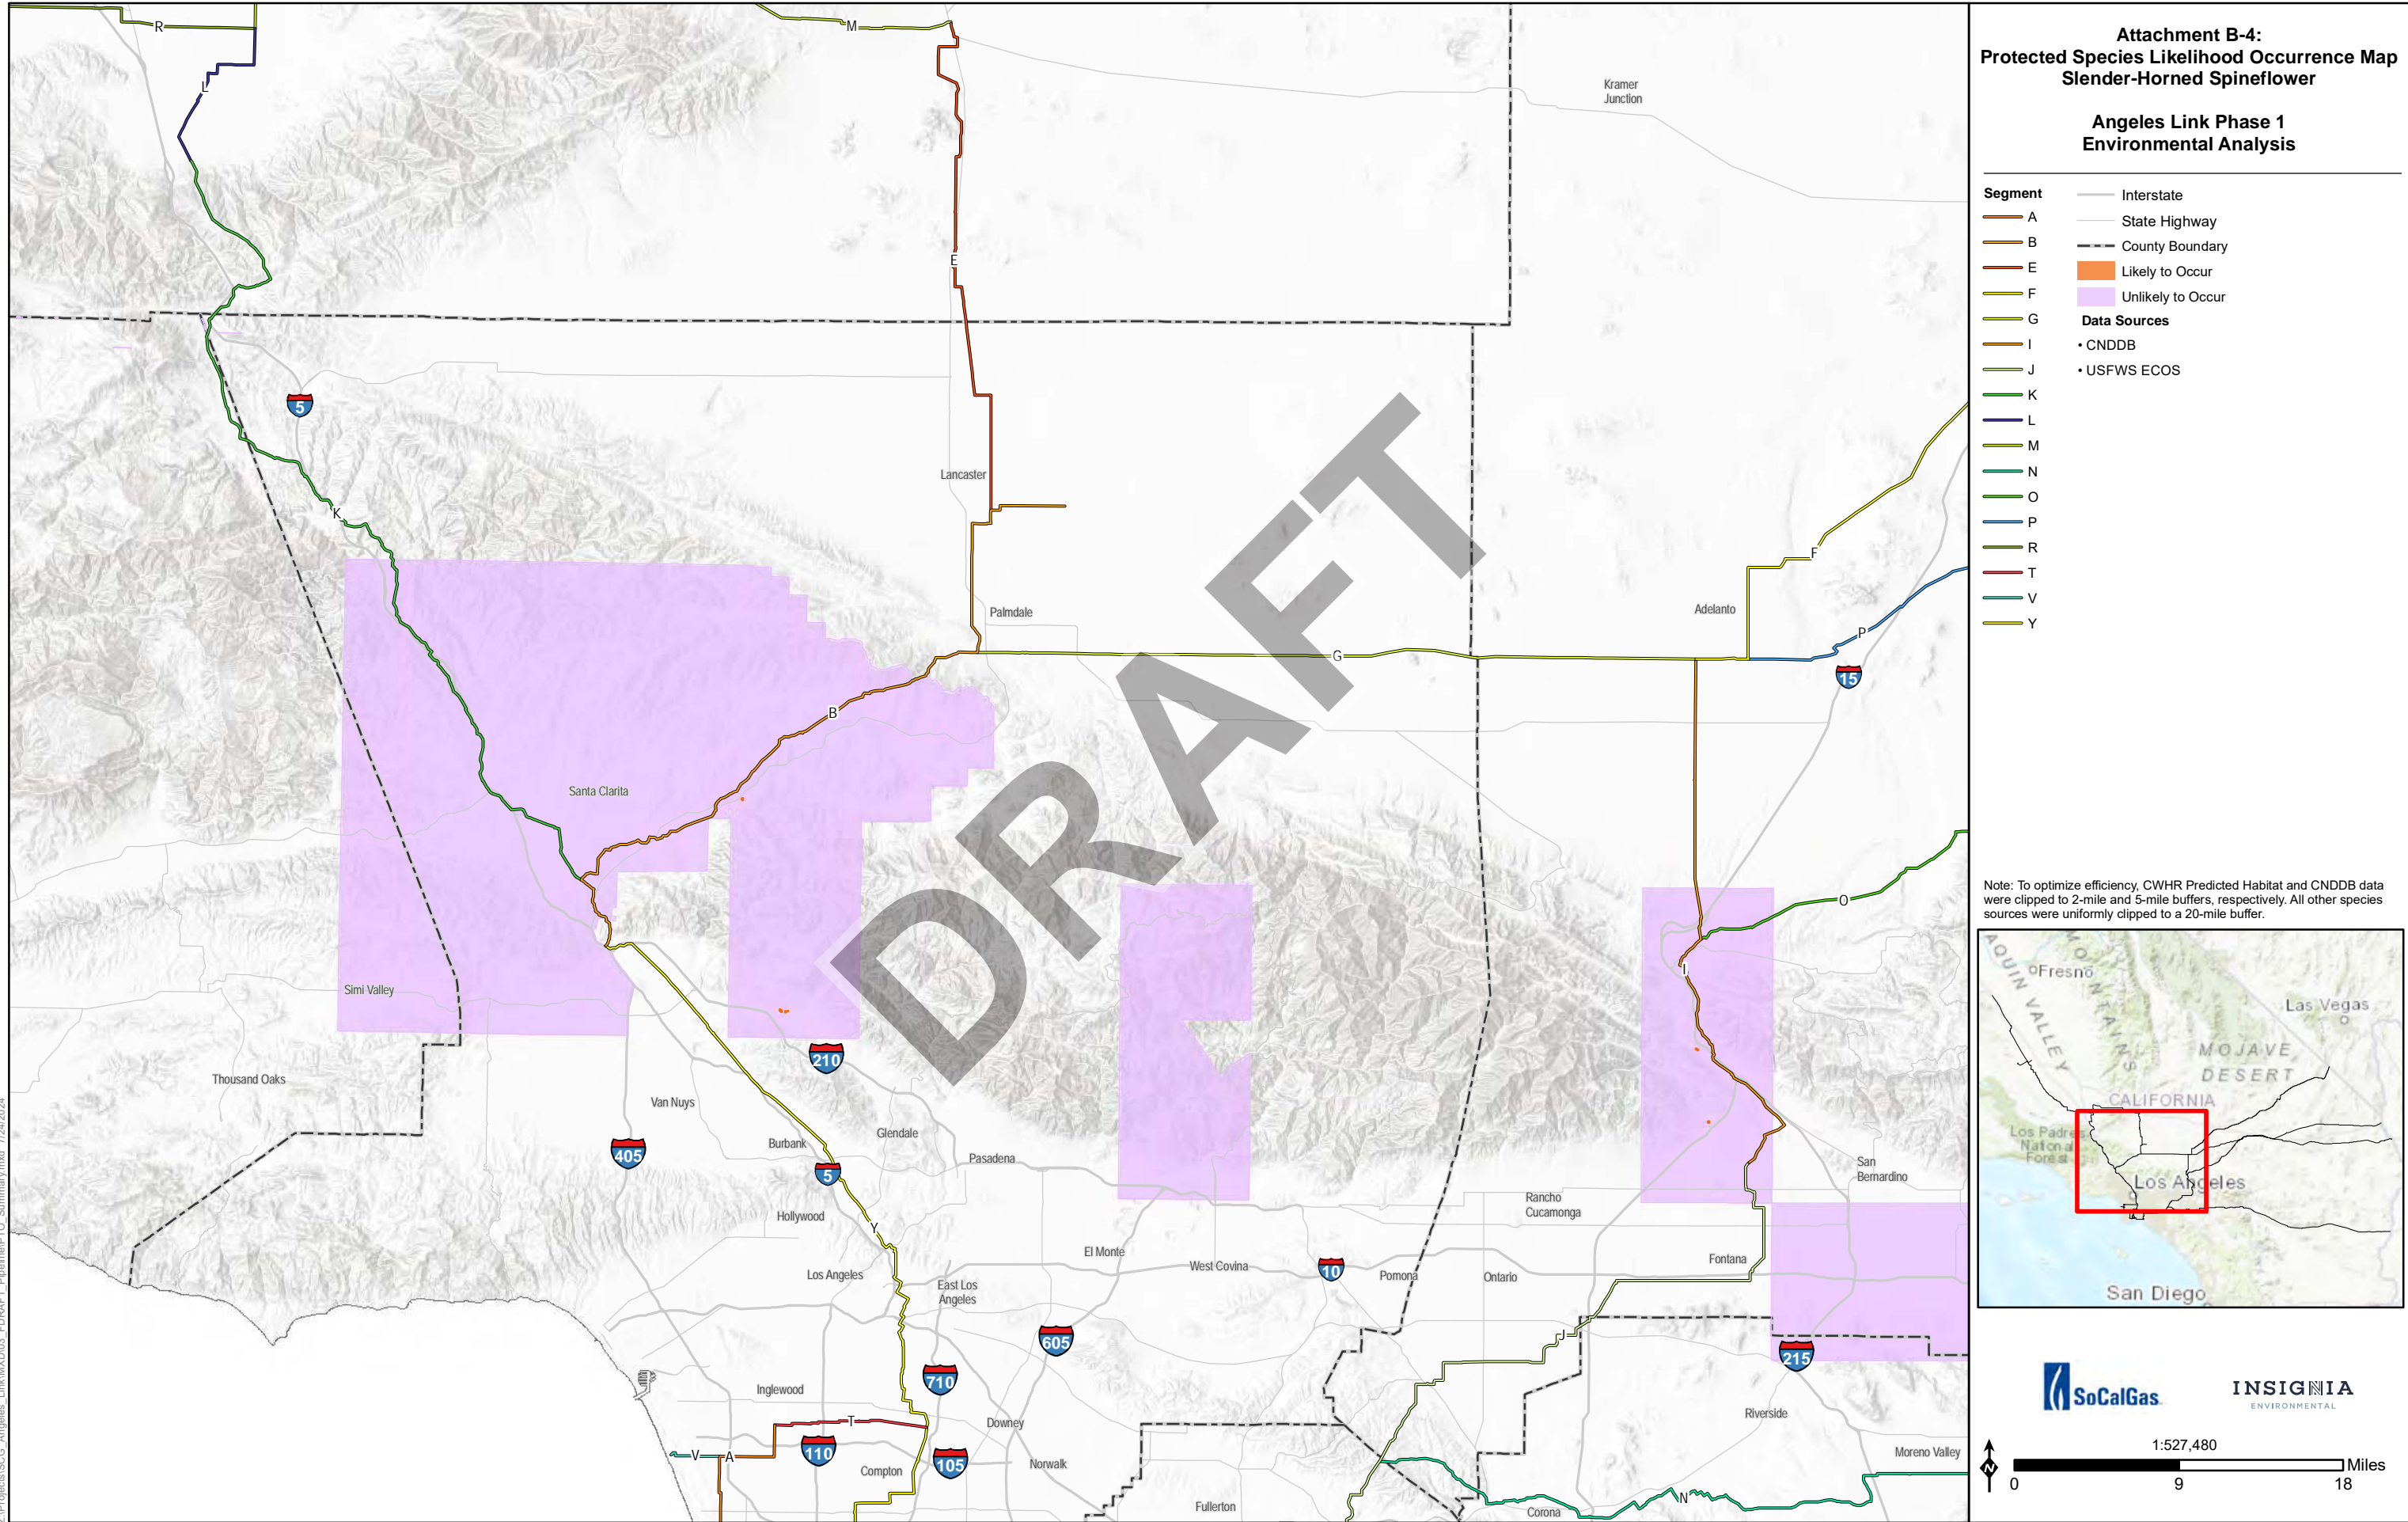 Attachment B-4:
Protected Species Likelihood Occurrence Map
Slender-Horned Spineflower
Angeles Link Phase 1
Environmental Analysis
Segment
A
B
E
F
G
I
J
K
L
M
N
O
P
R
T
V
Y
Interstate
State Highway
County Boundary
Likely to Occur
Unlikely to Occur
Data Sources
• CNDDB
• USFWS ECOS
Note: To optimize efficiency, CWHR Predicted Habitat and CNDDB data
were clipped to 2-mile and 5-mile buffers, respectively. All other species
sources were uniformly clipped to a 20-mile buffer.
Fresno
Las Vegas
MOJAVE
DESERT
CALIFORNIA
Los Padres
National
Forest
Los Angeles
San Diego
SoCalGas
INSIGNIA
ENVIRONMENTAL
1:527,480
N
Miles
0
9
18
R
M
L
Kramer
Junction
E
5
K
Lancaster
F
Palmdale
Adelanto
P
G
15
B
Santa Clarita
O
I
Simi Valley
DRAFT
210
Thousand Oaks
Van Nuys
Burbank
Glendale
405
Pasadena
5
San
Bernardino
Rancho
Cucamonga
Hollywood
Y
El Monte
West Covina
Fontana
Los Angeles
10
Pomona
Ontario
East Los
Angeles
605
J
215
710
Inglewood
Riverside
T
Downey
V
A
110
105
Compton
Norwalk
Moreno Valley
N
Fullerton
Corona